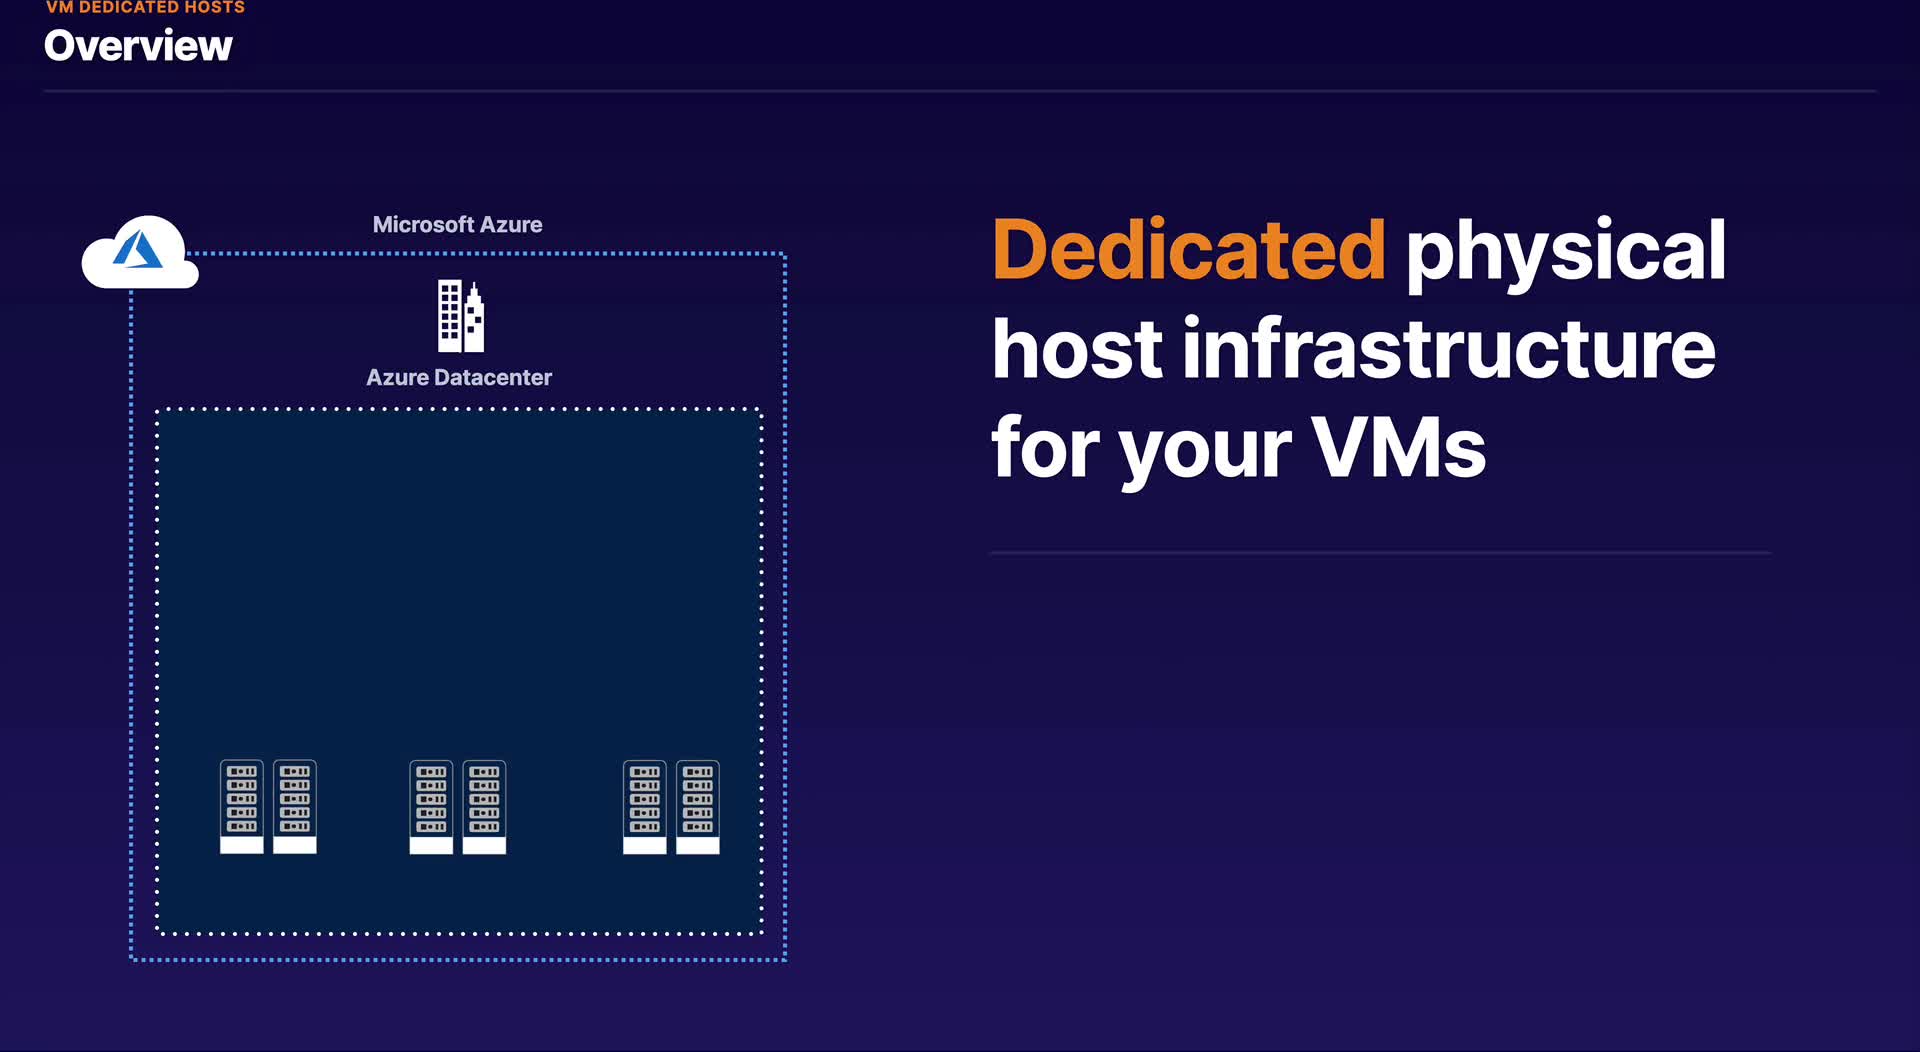 VM DEDICATED HOSTS
Overview
Microsoft Azure
Azure Datacenter
Dedicated physical
host infrastructure
for your VMs